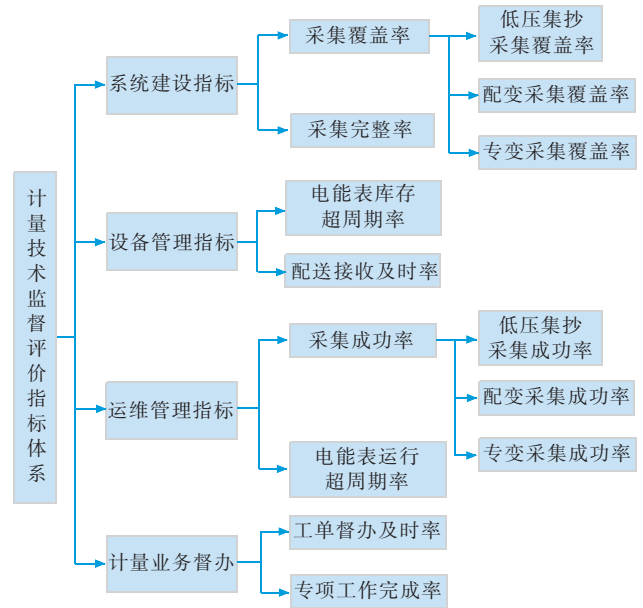 计量技术监督评价指标体系
系统建设指标
采集覆盖率
低压集抄
采集覆盖率
配变采集覆盖率
专变采集覆盖率
采集完整率
设备管理指标
电能表库存
超周期率
配送接收及时率
运维管理指标
采集成功率
低压集抄
采集成功率
配变采集成功率
专变采集成功率
电能表运行
超周期率
计量业务督办
工单督办及时率
专项工作完成率